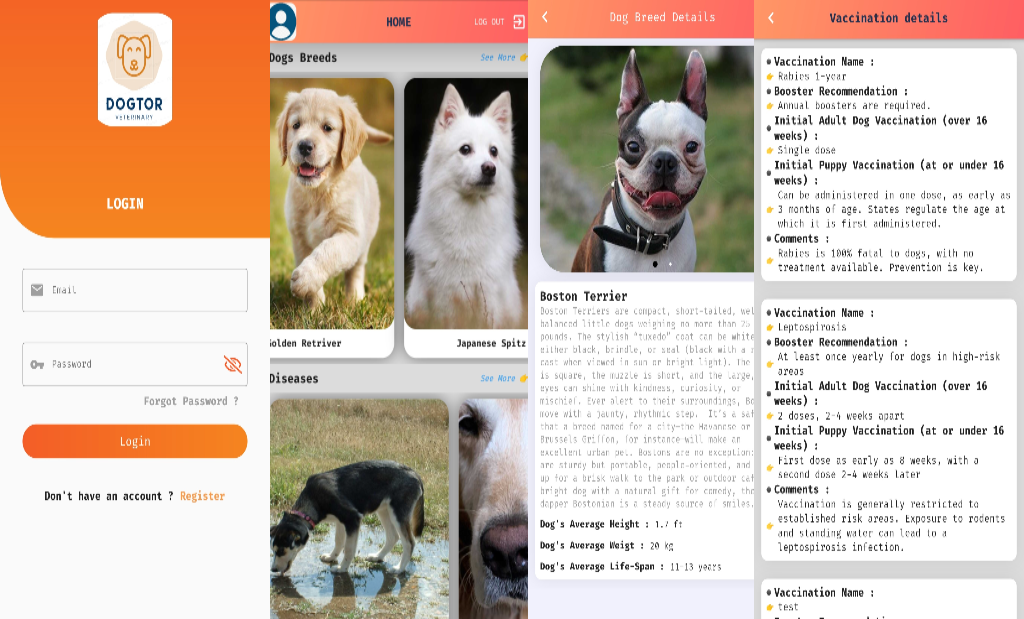 DOGTOR
VETERINARY
LOGIN
Email
Password
Forgot Password ?
Login
Don't have an account ? Register
HOME
LOG OUT
Dogs Breeds
See More
Golden Retriver
Japanese Spitz
Diseases
See More
Dog Breed Details
Boston Terrier
Boston Terriers are compact, short-tailed, wel
balanced little dogs weighing no more than 25
pounds. The stylish “tuxedo” coat can be white
either black, brindle, or seal (black with a r
cast when viewed in sun or bright light). The
is square, the muzzle is short, and the large,
eyes can shine with kindness, curiosity, or
mischief. Ever alert to their surroundings, Bo
move with a jaunty, rhythmic step. It's a saf
that a breed named for a city—the Havanese or
Brussels Griffon, for instance will make an
excellent urban pet. Bostons are no exception:
are sturdy but portable, people-oriented, and
up for a brisk walk to the park or outdoor caf
bright dog with a natural gift for comedy, the
dapper Bostonian is a steady source of smiles.
Dog's Average Height : 1.7 ft
Dog's Average Weigt : 20 kg
Dog's Average Life-Span : 11-13 years
Vaccination details
Vaccination Name :
Rabies 1-year
Booster Recommendation :
Annual boosters are required.
Initial Adult Dog Vaccination (over 16
weeks) :
Single dose
Initial Puppy Vaccination (at or under 16
weeks) :
Can be administered in one dose, as early as
3 months of age. States regulate the age at
which it is first administered.
Comments :
Rabies is 100% fatal to dogs, with no
treatment available. Prevention is key.
Vaccination Name :
Leptospirosis
Booster Recommendation :
At least once yearly for dogs in high-risk
areas
Initial Adult Dog Vaccination (over 16
weeks) :
2 doses, 2-4 weeks apart
Initial Puppy Vaccination (at or under 16
weeks) :
First dose as early as 8 weeks, with a
second dose 2-4 weeks later
Comments :
Vaccination is generally restricted to
established risk areas. Exposure to rodents
and standing water can lead to a
leptospirosis infection.
Vaccination Name :
test